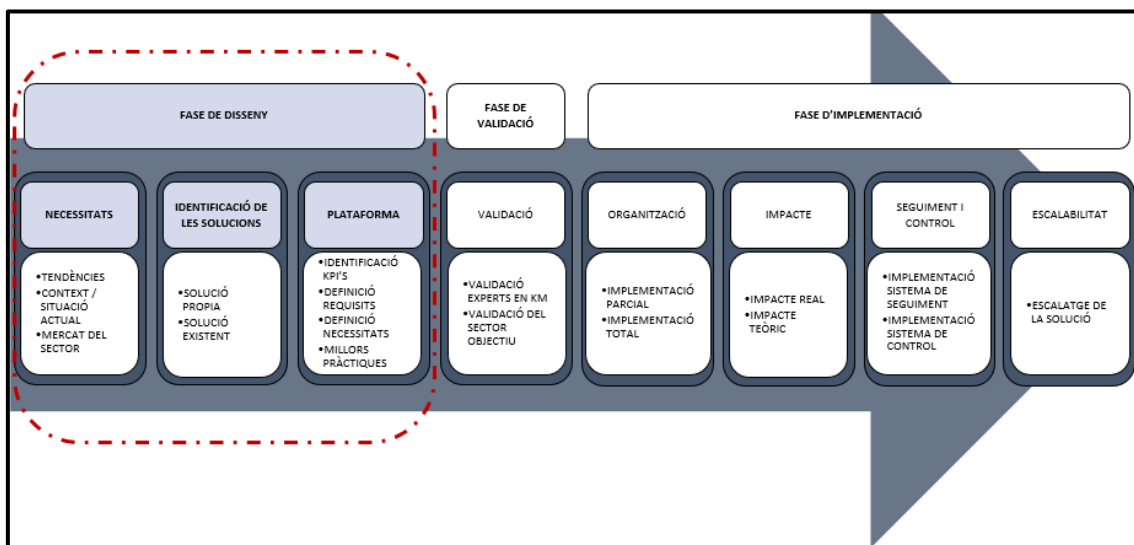 FASE DE DISSENY
FASE DE
VALIDACIÓ
FASE D'IMPLEMENTACIÓ
NECESSITATS
IDENTIFICACIÓ DE
LES SOLUCIONS
PLATAFORMA
VALIDACIÓ
ORGANITZACIÓ
IMPACTE
SEGUIMENT I
CONTROL
ESCALABILITAT
•TENDÈNCIES
•CONTEXT /
SITUACIÓ
ACTUAL
•MERCAT DEL
SECTOR
•SOLUCIÓ
PROPIA
•SOLUCIÓ
EXISTENT
•IDENTIFICACIÓ
KPI'S
•DEFINICIÓ
REQUISITS
•DEFINICIÓ
NECESSITATS
•MILLORS
PRÀCTIQUES
•VALIDACIÓ
EXPERTS EN KM
•VALIDACIÓ DEL
SECTOR
OBJECTIU
•IMPLEMENTACIÓ
PARCIAL
•IMPLEMENTACIÓ
TOTAL
•IMPACTE REAL
•IMPACTE
TEÒRIC
•IMPLEMENTACIÓ
SISTEMA DE
SEGUIMENT
•IMPLEMENTACIÓ
SISTEMA DE
CONTROL
•ESCALATGE DE
LA SOLUCIÓ